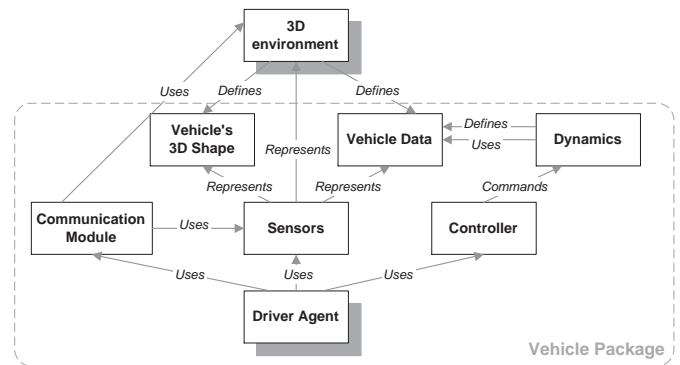 3D
environment
Uses
Defines
Defines
Vehicle's
3D Shape
Vehicle Data
Defines
Uses
Dynamics
Represents
Represents
Represents
Commands
Communication
Module
Uses
Sensors
Controller
Uses
Uses
Uses
Driver Agent
Vehicle Package